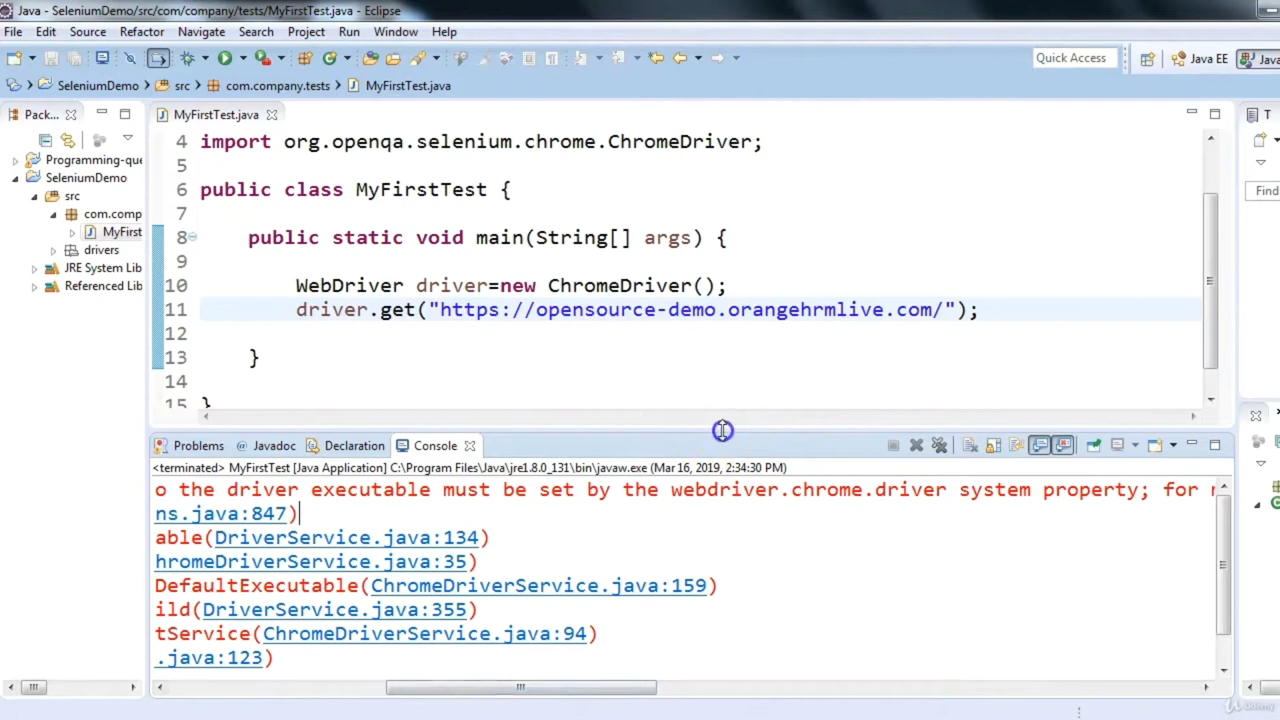 Java - SeleniumDemo/src/com/company/tests/MyFirstTest.java - Eclipse
File Edit Source Refactor Navigate Search Project Run Window Help
Quick Access
Java EE
Java
SeleniumDemo src com.company.tests MyFirstTest.java
Pack...
MyFirstTest.java
T
Programming-que
SeleniumDemo
src
com.comp
MyFirst
drivers
JRE System Lib
Referenced Lib
4 import org.openqa.selenium.chrome.ChromeDriver;
5
6 public class MyFirstTest {
7
8 public static void main(String[] args) {
9
10 WebDriver driver=new ChromeDriver();
11 driver.get("https://opensource-demo.orangehrmlive.com/");
12
13 }
14
15 }
Find
Problems @ Javadoc Declaration Console
<terminated> MyFirstTest [Java Application] C:\Program Files\Java\jre1.8.0_131\bin\javaw.exe (Mar 16, 2019, 2:34:30 PM)
o the driver executable must be set by the webdriver.chrome.driver system property; for
ns.java:847)
able(DriverService.java:134)
hromeDriverService.java:35)
DefaultExecutable(ChromeDriverService.java:159)
ild(DriverService.java:355)
tService(ChromeDriverService.java:94)
.java:123)
Udemy